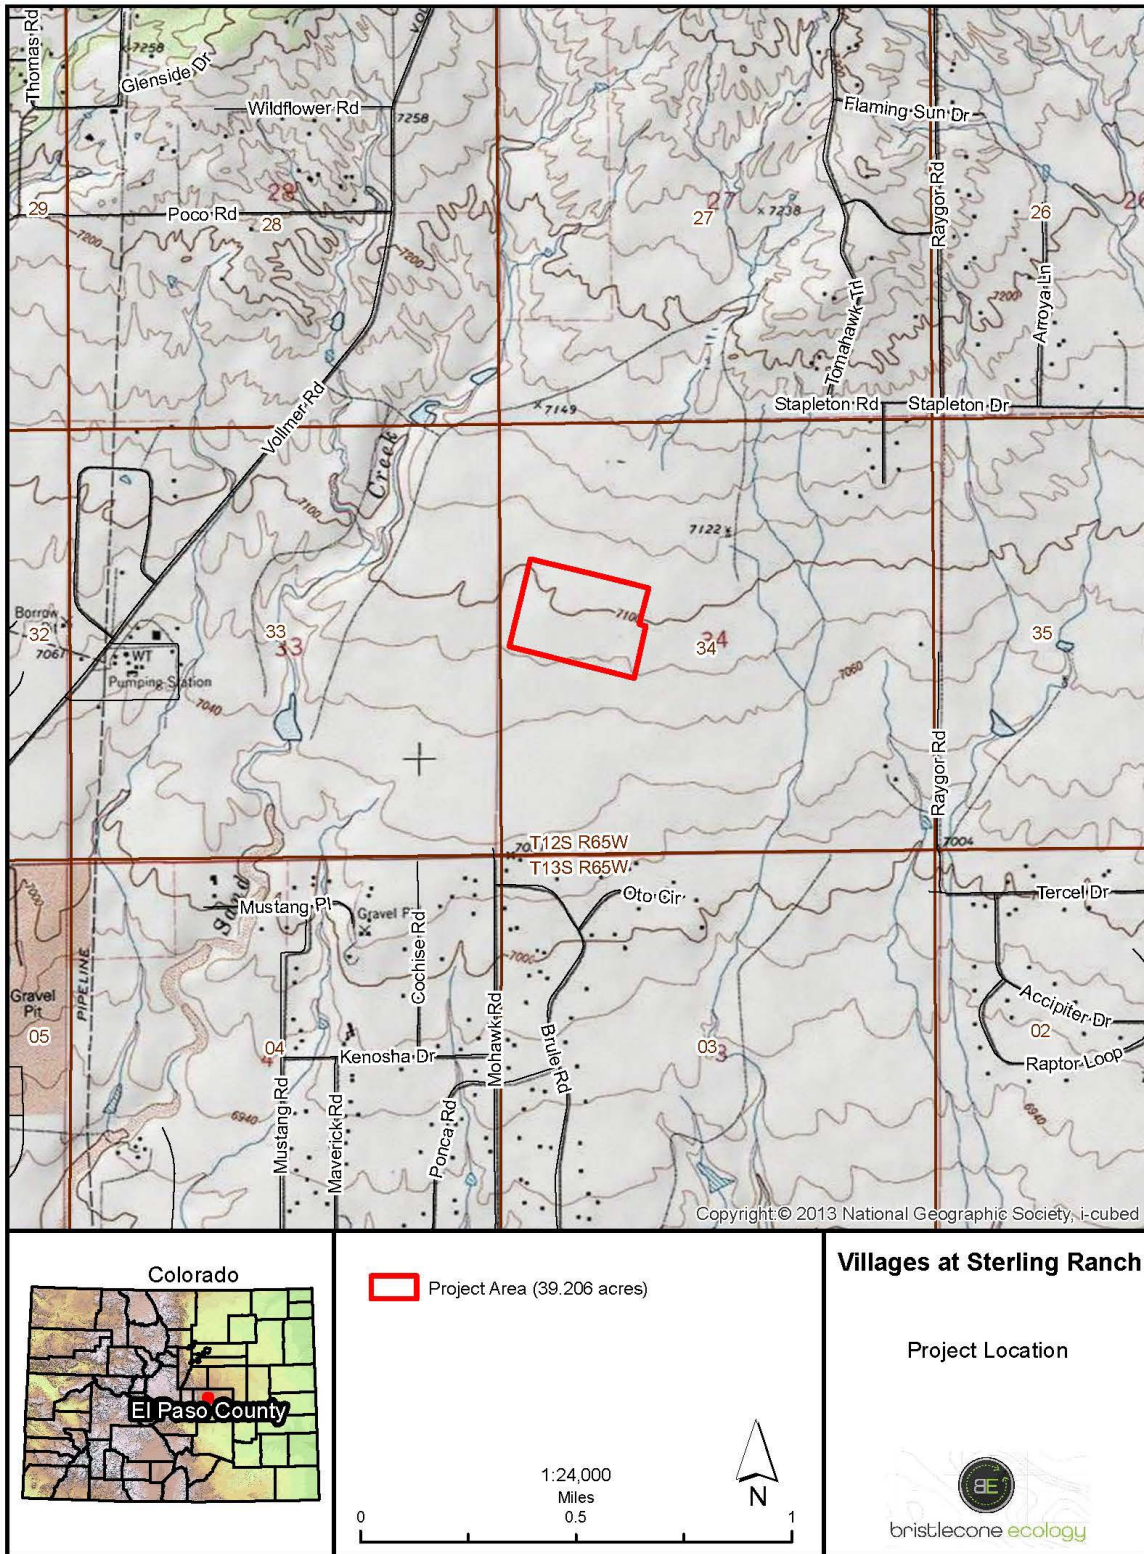 Thomas Rd
7258
Glenside Dr
Wildflower Rd
7258
Flaming Sun Dr
Raygor Rd
29
28
28
Poco Rd
27
27
7238
26
7200
7200
7200
Arroya Ln
Tomahawk Trl
Vollmer Rd
7149
Stapleton Rd
Stapleton Dr
Creek
7100
7122
Borrow
7100
32
33
33
34
34
35
7061
WT
Pumping Station
7060
7040
Raygor Rd
T12S R65W
T13S R65W
7004
7000
Sand
Mustang Pl
Gravel
Oto Cir
Tercel Dr
Cochise Rd
7000
PIPELINE
Gravel
Pit
Mohawk Rd
Brule Rd
Accipiter Dr
05
04
4
Kenosha Dr
03
3
02
Raptor Loop
6940
Mustang Rd
Maverick Rd
Ponca Rd
6940
Copyright:© 2013 National Geographic Society, i-cubed
Colorado
El Paso County
Project Area (39.206 acres)
1:24,000
Miles
0
0.5
1
N
Villages at Sterling Ranch
Project Location
BE
bristlecone ecology